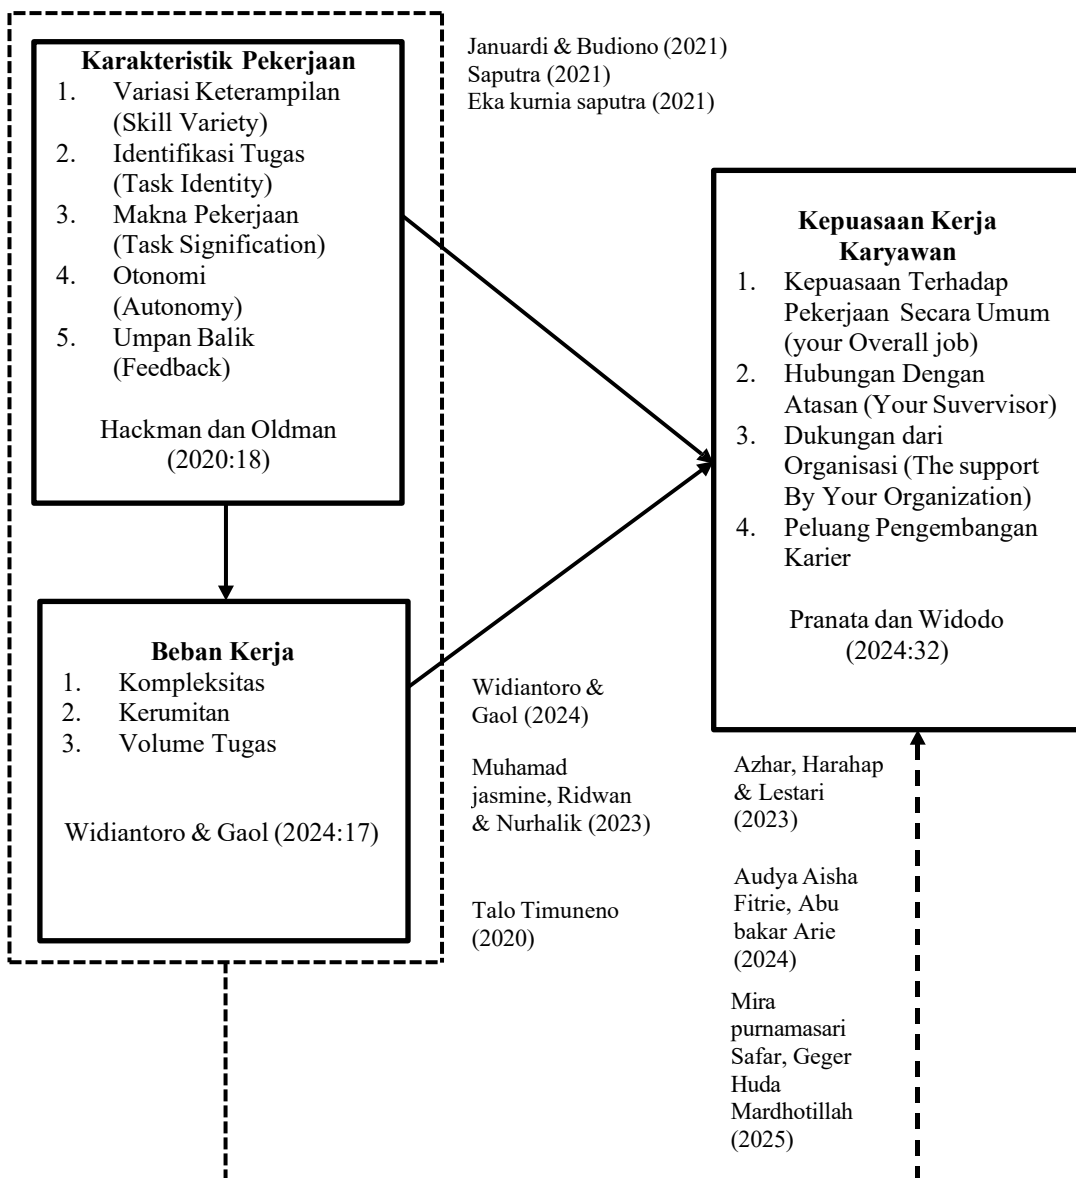 Karakteristik Pekerjaan
1. Variasi Keterampilan
(Skill Variety)
2. Identifikasi Tugas
(Task Identity)
3. Makna Pekerjaan
(Task Signification)
4. Otonomi
(Autonomy)
5. Umpan Balik
(Feedback)
Hackman dan Oldman
(2020:18)
Januardi & Budiono (2021)
Saputra (2021)
Eka kurnia saputra (2021)
Kepuasaan Kerja
Karyawan
1. Kepuasaan Terhadap
Pekerjaan Secara Umum
(your Overall job)
2. Hubungan Dengan
Atasan (Your Suvervisor)
3. Dukungan dari
Organisasi (The support
By Your Organization)
4. Peluang Pengembangan
Karier
Pranata dan Widodo
(2024:32)
Beban Kerja
1. Kompleksitas
2. Kerumitan
3. Volume Tugas
Widiantoro & Gaol (2024:17)
Widiantoro &
Gaol (2024)
Muhamad
jasmine, Ridwan
& Nurhalik (2023)
Talo Timuneno
(2020)
Azhar, Harahap
& Lestari
(2023)
Audya Aisha
Fitrie, Abu
bakar Arie
(2024)
Mira
purnamasari
Safar, Geger
Huda
Mardhotillah
(2025)